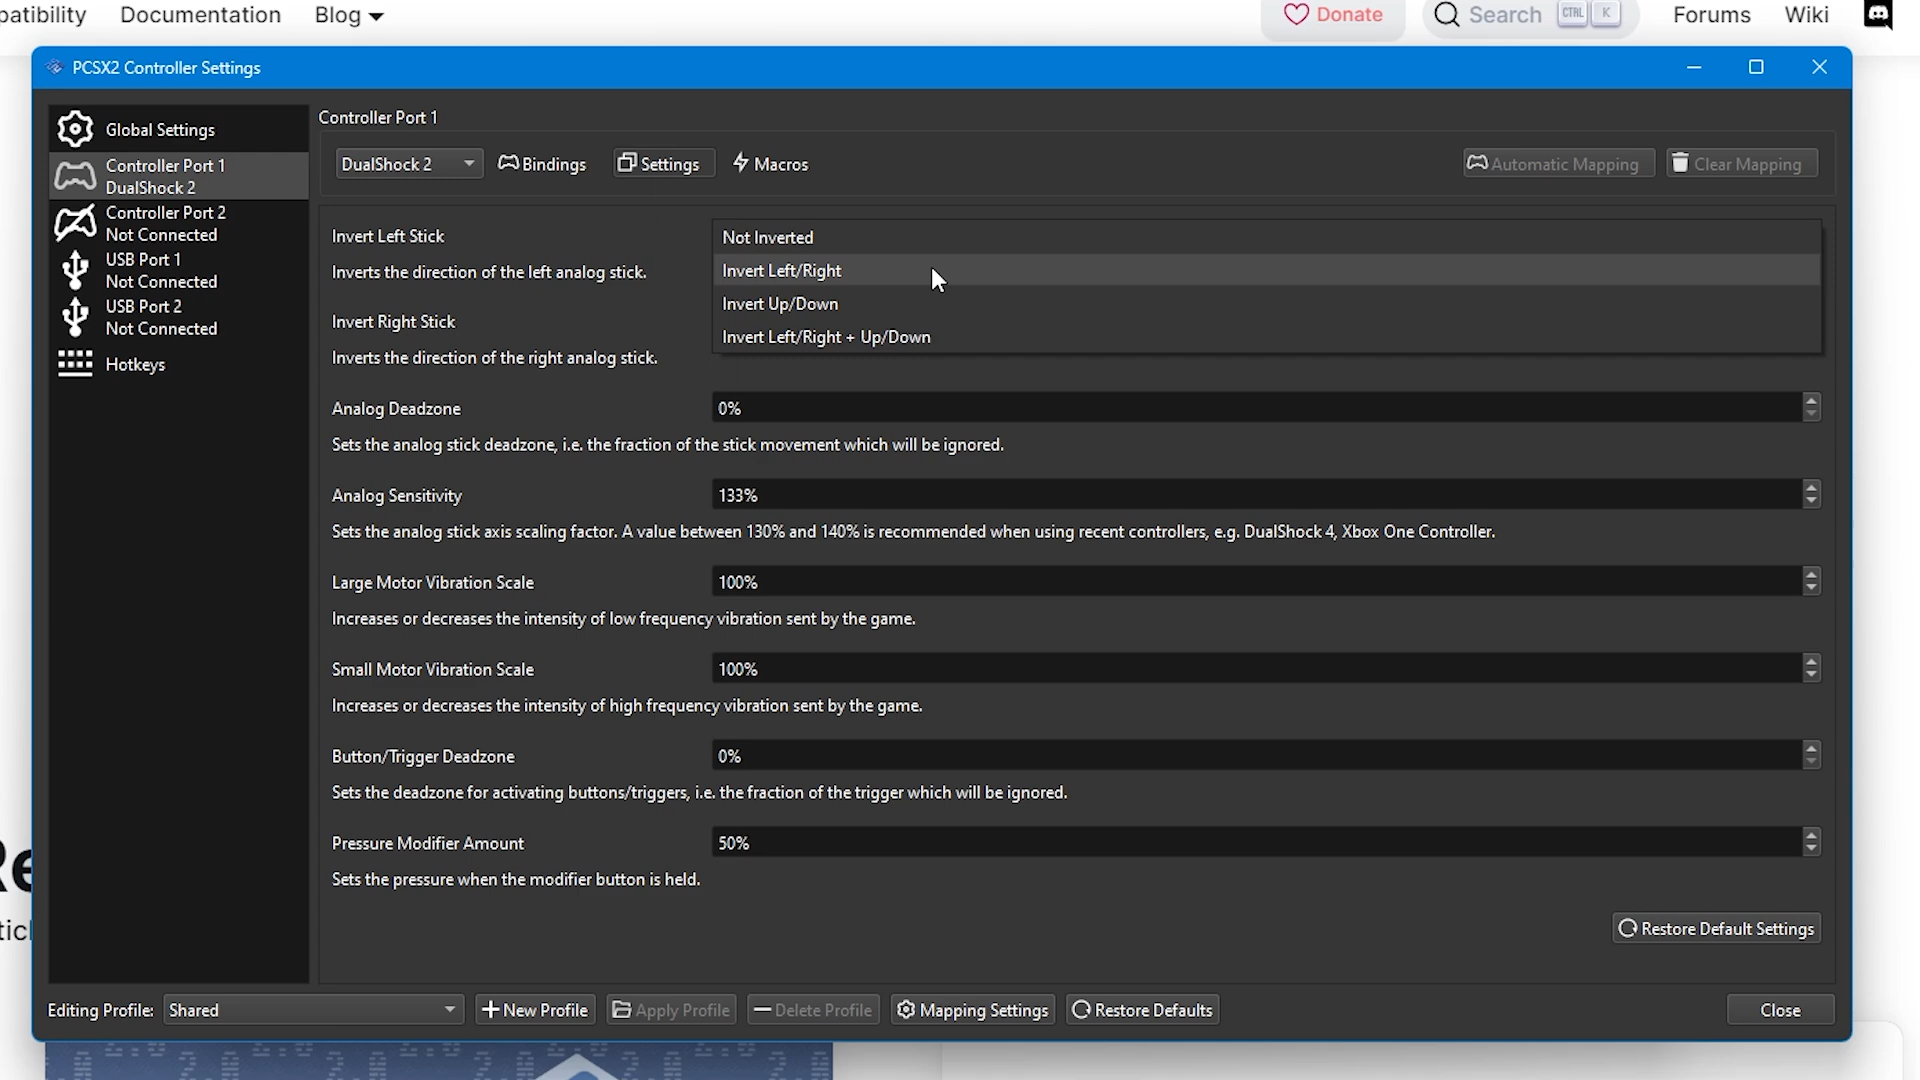 patibility
Documentation
Blog
Donate
Search
CTRL
K
Forums
Wiki
PCSX2 Controller Settings
Global Settings
Controller Port 1
DualShock 2
Controller Port 2
Not Connected
USB Port 1
Not Connected
USB Port 2
Not Connected
Hotkeys
Controller Port 1
DualShock 2
Bindings
Settings
Macros
Automatic Mapping
Clear Mapping
Invert Left Stick
Not Inverted
Inverts the direction of the left analog stick.
Invert Left/Right
Invert Up/Down
Invert Right Stick
Invert Left/Right + Up/Down
Inverts the direction of the right analog stick.
Analog Deadzone
0%
Sets the analog stick deadzone, i.e. the fraction of the stick movement which will be ignored.
Analog Sensitivity
133%
Sets the analog stick axis scaling factor. A value between 130% and 140% is recommended when using recent controllers, e.g. DualShock 4, Xbox One Controller.
Large Motor Vibration Scale
100%
Increases or decreases the intensity of low frequency vibration sent by the game.
Small Motor Vibration Scale
100%
Increases or decreases the intensity of high frequency vibration sent by the game.
Button/Trigger Deadzone
0%
Sets the deadzone for activating buttons/triggers, i.e. the fraction of the trigger which will be ignored.
Pressure Modifier Amount
50%
Sets the pressure when the modifier button is held.
Restore Default Settings
Re
tic
Editing Profile:
Shared
New Profile
Apply Profile
Delete Profile
Mapping Settings
Restore Defaults
Close